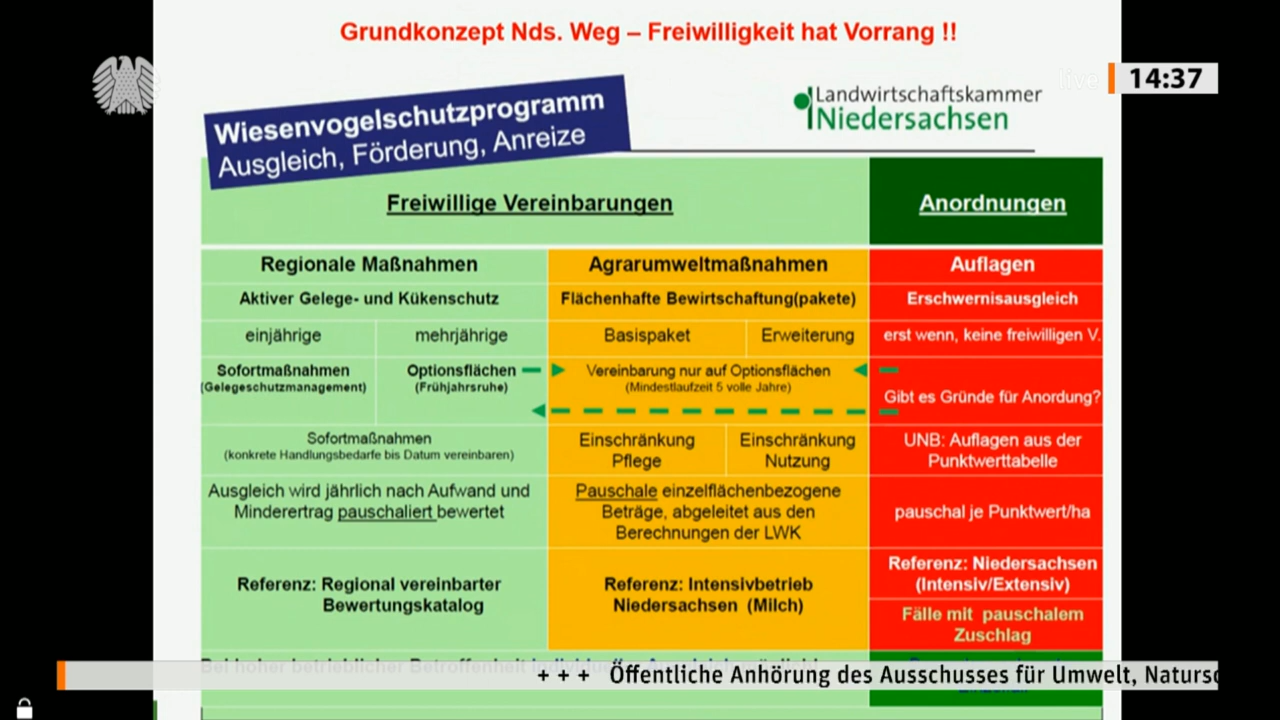 Grundkonzept Nds. Weg – Freiwilligkeit hat Vorrang !!
live 14:37
Wiesenvogelschutzprogramm
Ausgleich, Förderung, Anreize
Landwirtschaftskammer
Niedersachsen
Freiwillige Vereinbarungen
Anordnungen
Regionale Maßnahmen
Agrarumweltmaßnahmen
Auflagen
Aktiver Gelege- und Kükenschutz
Flächenhafte Bewirtschaftung(pakete)
Erschwernisausgleich
einjährige
mehrjährige
Basispaket
Erweiterung
erst wenn, keine freiwilligen V.
Sofortmaßnahmen
(Gelegeschutzmanagement)
Optionsflächen
(Frühjahrsruhe)
Vereinbarung nur auf Optionsflächen
(Mindestlaufzeit 5 volle Jahre)
Gibt es Gründe für Anordung?
Sofortmaßnahmen
(konkrete Handlungsbedarfe bis Datum vereinbaren)
Einschränkung
Pflege
Einschränkung
Nutzung
UNB: Auflagen aus der
Punktwerttabelle
Ausgleich wird jährlich nach Aufwand und
Minderertrag pauschaliert bewertet
Pauschale einzelflächenbezogene
Beträge, abgeleitet aus den
Berechnungen der LWK
pauschal je Punktwert/ha
Referenz: Regional vereinbarter
Bewertungskatalog
Referenz: Intensivbetrieb
Niedersachsen (Milch)
Referenz: Niedersachsen
(Intensiv/Extensiv)
Fälle mit pauschalem
Zuschlag
Bei hoher betrieblicher Betroffenheit
+ + + Öffentliche Anhörung des Ausschusses für Umwelt, Natursc